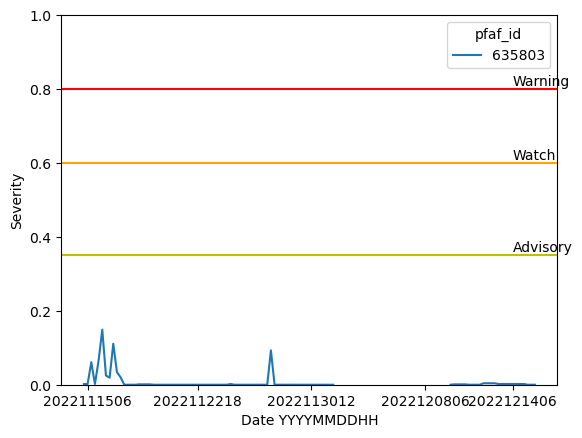 1.0
0.8
0.6
0.4
0.2
0.0
Severity
pfaf_id
635803
Warning
Watch
Advisory
2022111506 2022112218 2022113012 2022120806 2022121406
Date YYYYMMDDHH